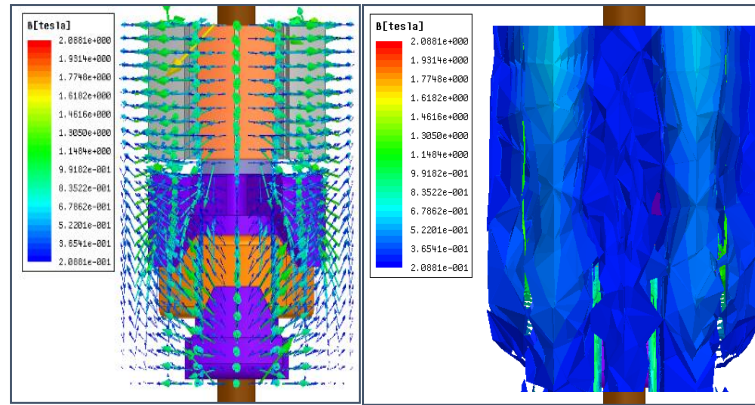 B[tesla]
2.0881e+000
1.9314e+000
1.7748e+000
1.6182e+000
1.4616e+000
1.3050e+000
1.1484e+000
9.9182e-001
8.3522e-001
6.7862e-001
5.2201e-001
3.6541e-001
2.0881e-001
B[tesla]
2.0881e+000
1.9314e+000
1.7748e+000
1.6182e+000
1.4616e+000
1.3050e+000
1.1484e+000
9.9182e-001
8.3522e-001
6.7862e-001
5.2201e-001
3.6541e-001
2.0881e-001